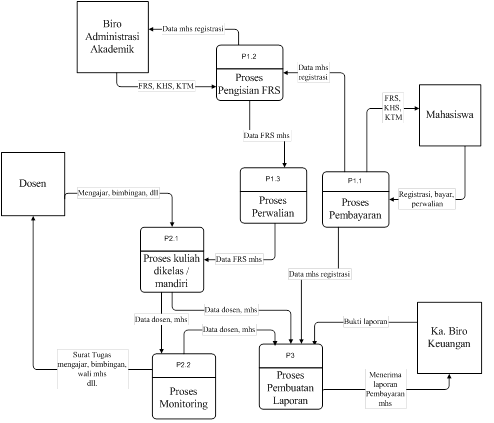 Biro
Administrasi
Akademik
Data mhs registrasi
P1.2
Proses
Pengisian FRS
FRS, KHS, KTM
Data mhs
registrasi
FRS,
KHS,
KTM
Mahasiswa
Data FRS mhs
Dosen
Mengajar, bimbingan, dll
P1.3
Proses
Perwalian
P1.1
Proses
Pembayaran
Registrasi, bayar,
perwalian
P2.1
Proses kuliah
dikelas /
mandiri
Data FRS mhs
Data mhs registrasi
Data dosen, mhs
Data dosen, mhs
Data dosen, mhs
Bukti laporan
Ka. Biro
Keuangan
Surat Tugas
mengajar, bimbingan,
wali mhs
dll.
P2.2
Proses
Monitoring
P3
Proses
Pembuatan
Laporan
Menerima
laporan
Pembayaran
mhs